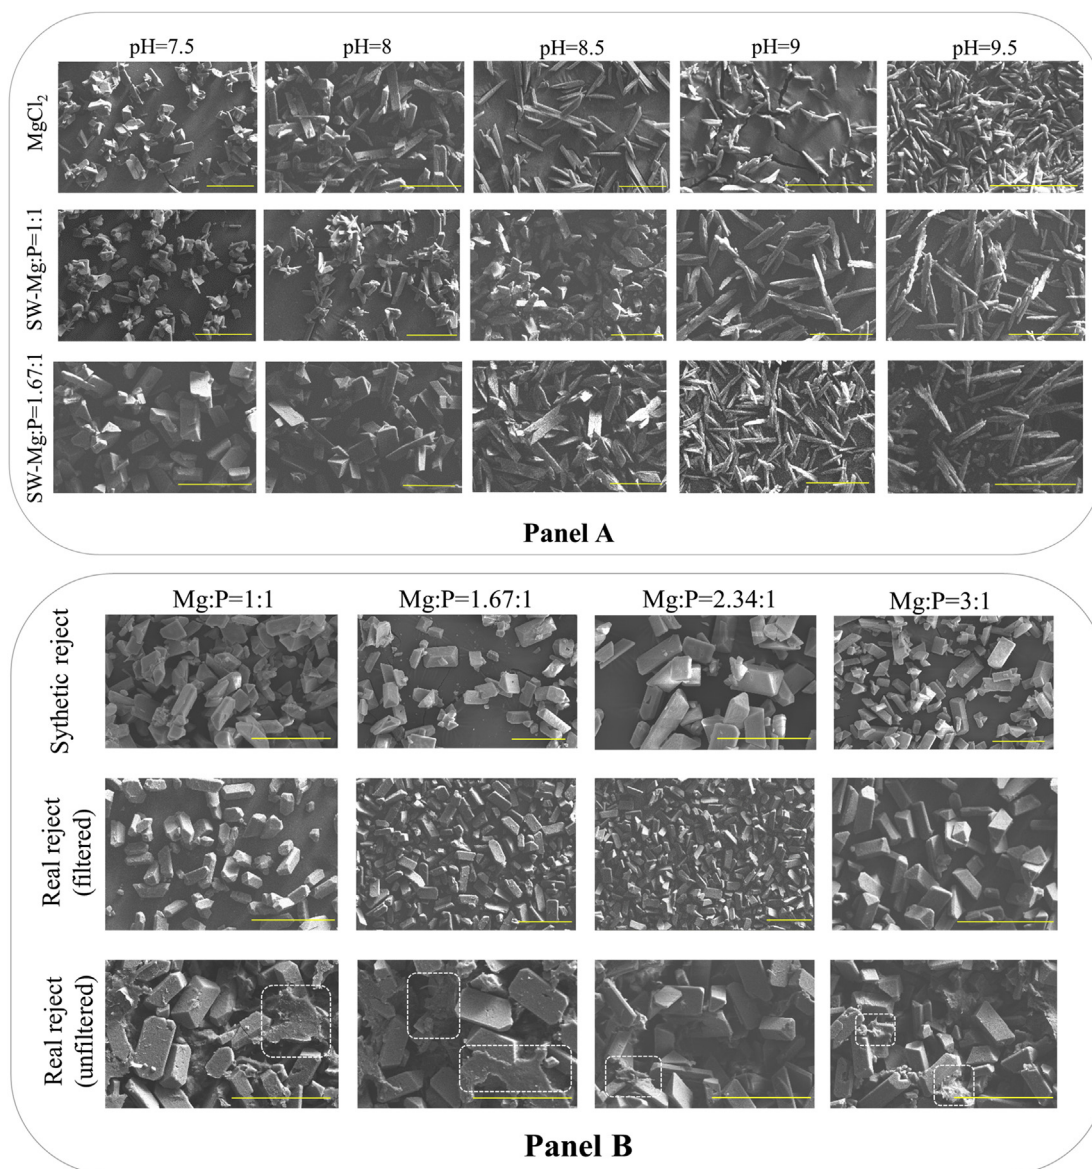 pH=7.5 pH=8 pH=8.5 pH=9 pH=9.5
MgCl₂
SW-Mg:P=1:1
SW-Mg:P=1.67:1
Panel A
Mg:P=1:1 Mg:P=1.67:1 Mg:P=2.34:1 Mg:P=3:1
Sythetic reject
Real reject
(filtered)
Real reject
(unfiltered)
Panel B